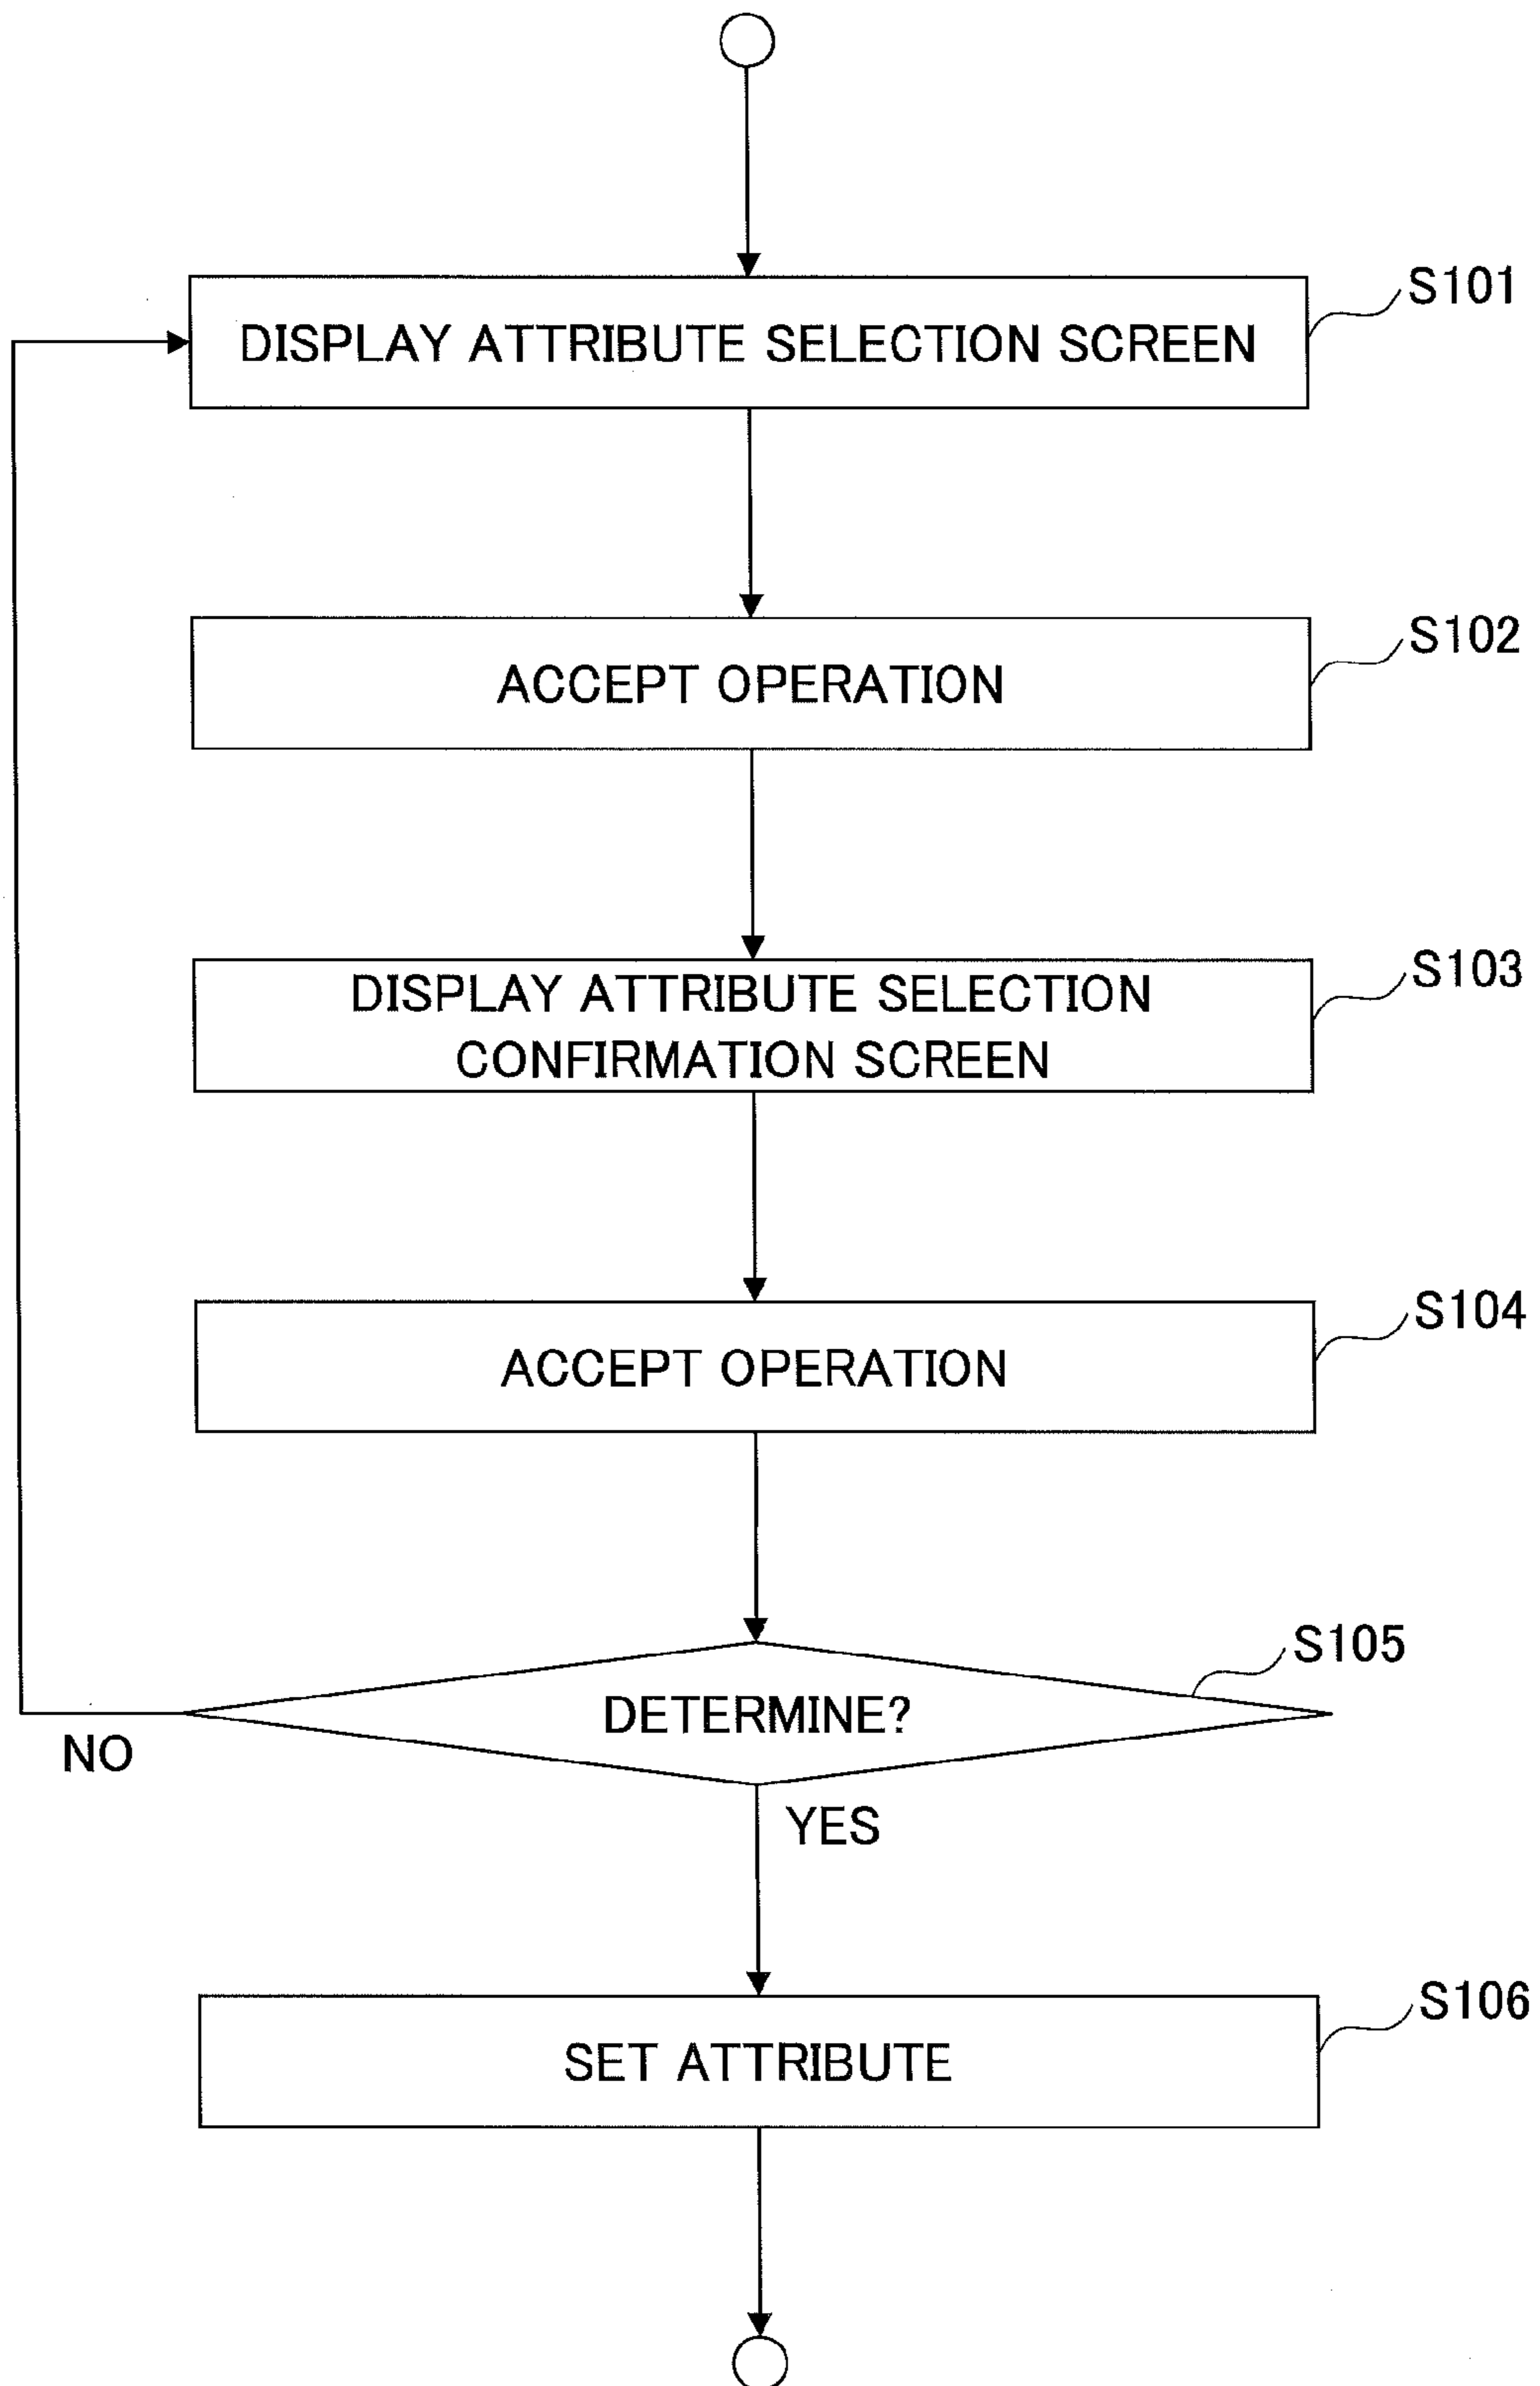 S101
DISPLAY ATTRIBUTE SELECTION SCREEN
S102
ACCEPT OPERATION
S103
DISPLAY ATTRIBUTE SELECTION
CONFIRMATION SCREEN
S104
ACCEPT OPERATION
S105
DETERMINE?
NO
YES
S106
SET ATTRIBUTE